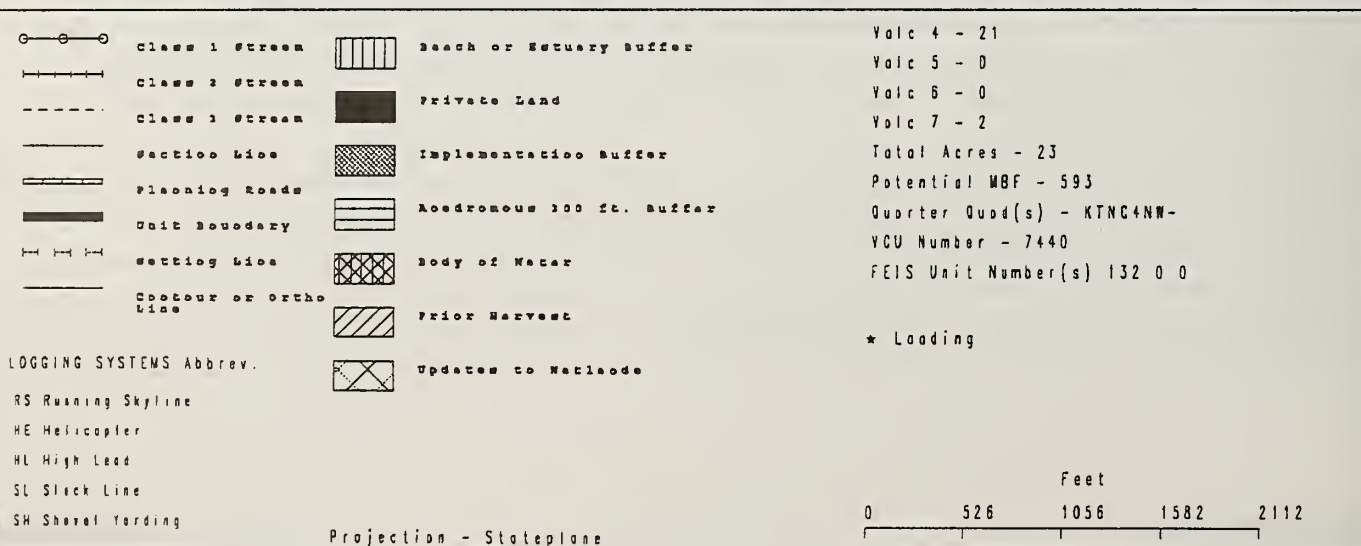 Class 1 Stream
Class 2 Stream
Class 3 Stream
Section Line
Planning Roads
Unit Boundary
Setting Line
Contour or Ortho
Line
LOGGING SYSTEMS Abbrev.
RS Running Skyline
HE Helicopter
HL High Lead
SL Slack Line
SH Shovel Yarding
Beach or Estuary Buffer
Private Land
Implementation Buffer
Anadromous 100 ft. Buffer
Body of Water
Prior Harvest
Updates to Wetlands
Projection - Stateplane
Volc 4 - 21
Volc 5 - 0
Volc 6 - 0
Volc 7 - 2
Total Acres - 23
Potential MBF - 593
Quarter Quad(s) - KTNC4NW-
VCU Number - 7440
FEIS Unit Number(s) 132 0 0
* Landing
Feet
0 526 1056 1582 2112